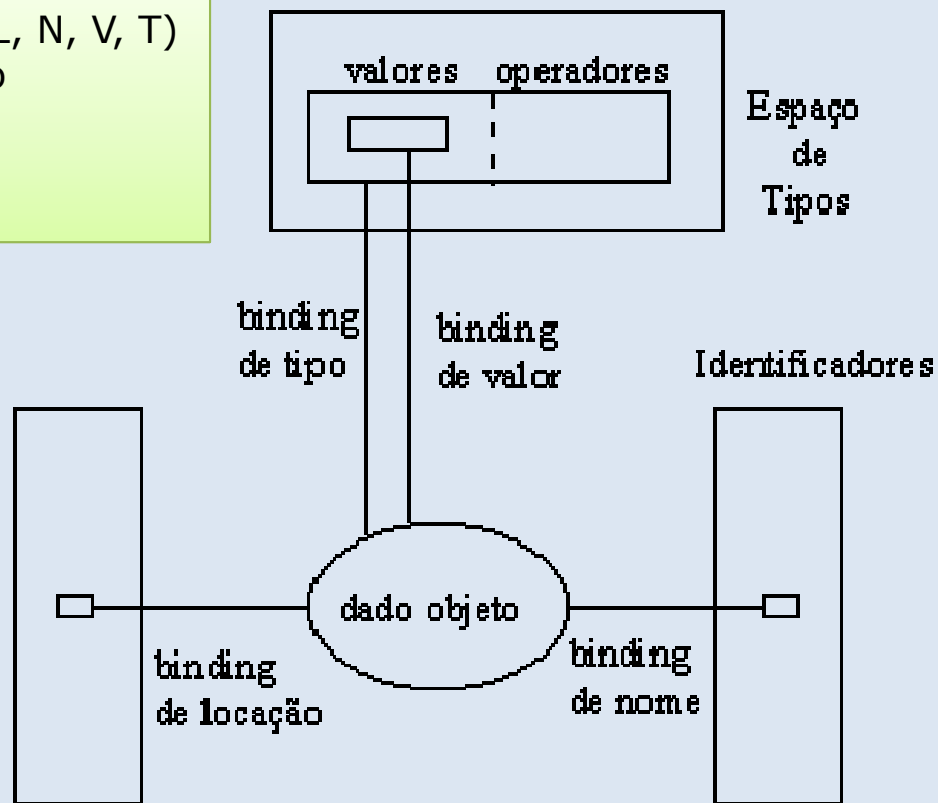 , N, V, T)
valores operadores
Espaço
de
Tipos
binding
de tipo
binding
de valor
Identificadores
dado objeto
binding
de locação
binding
de nome